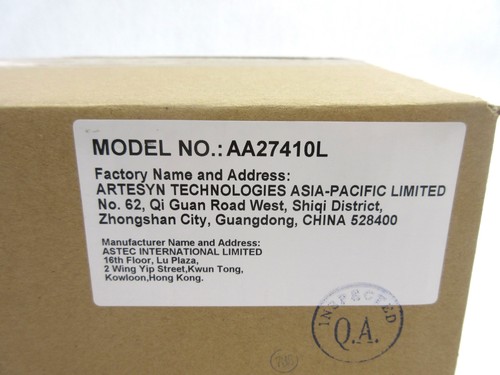 MODEL NO.: AA27410L
Factory Name and Address:
ARTESYN TECHNOLOGIES ASIA-PACIFIC LIMITED
No. 62, Qi Guan Road West, Shiqi District,
Zhongshan City, Guangdong, CHINA 528400
Manufacturer Name and Address:
ASTEC INTERNATIONAL LIMITED
16th Floor, Lu Plaza,
2 Wing Yip Street,Kwun Tong,
Kowloon,Hong Kong.
INSPECTED
Q.A.